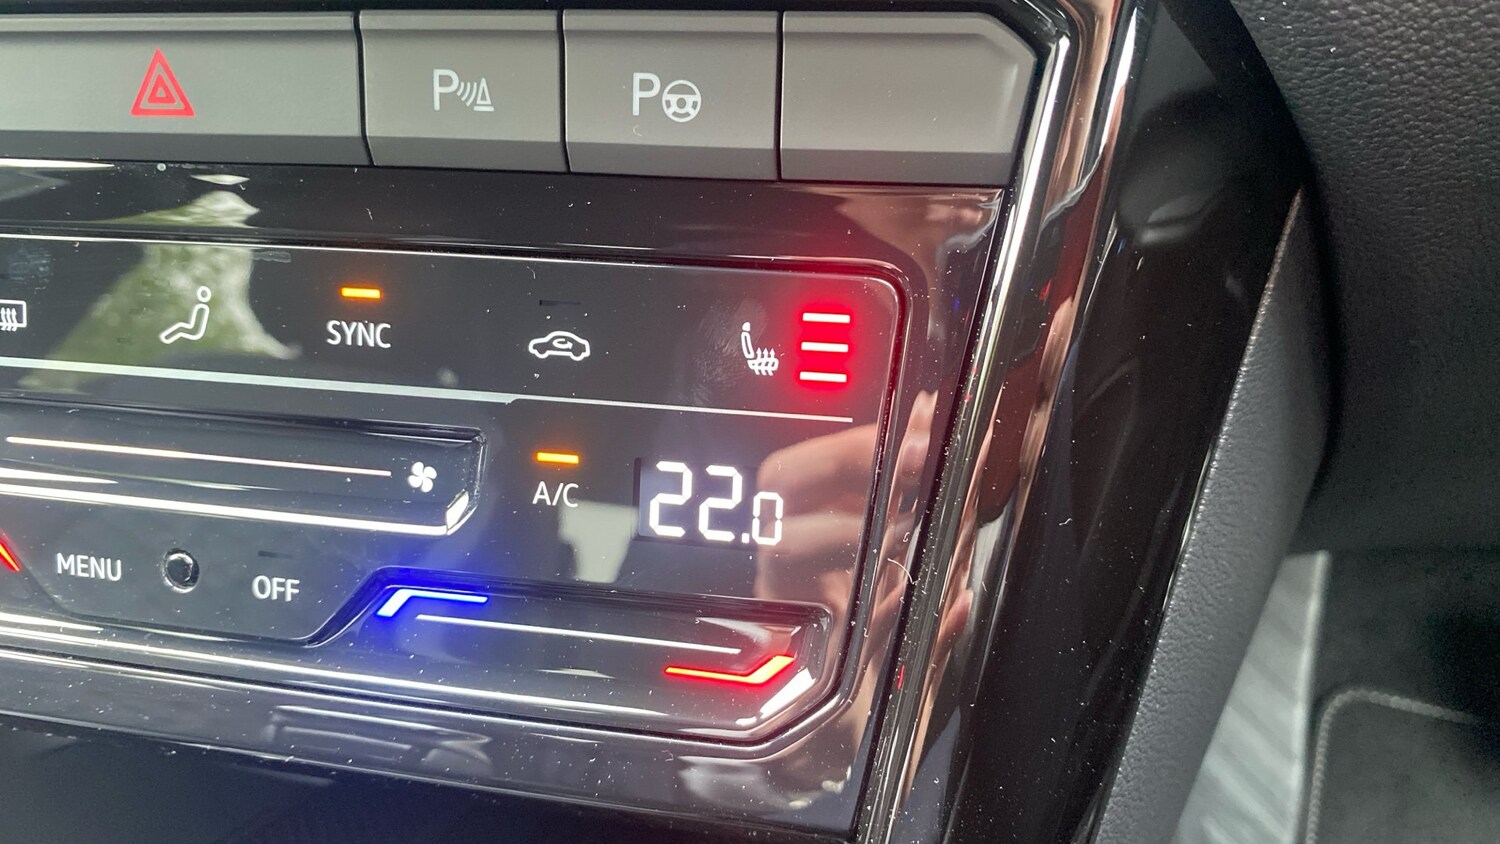 P P
SYNC
A/C 22.0
MENU OFF